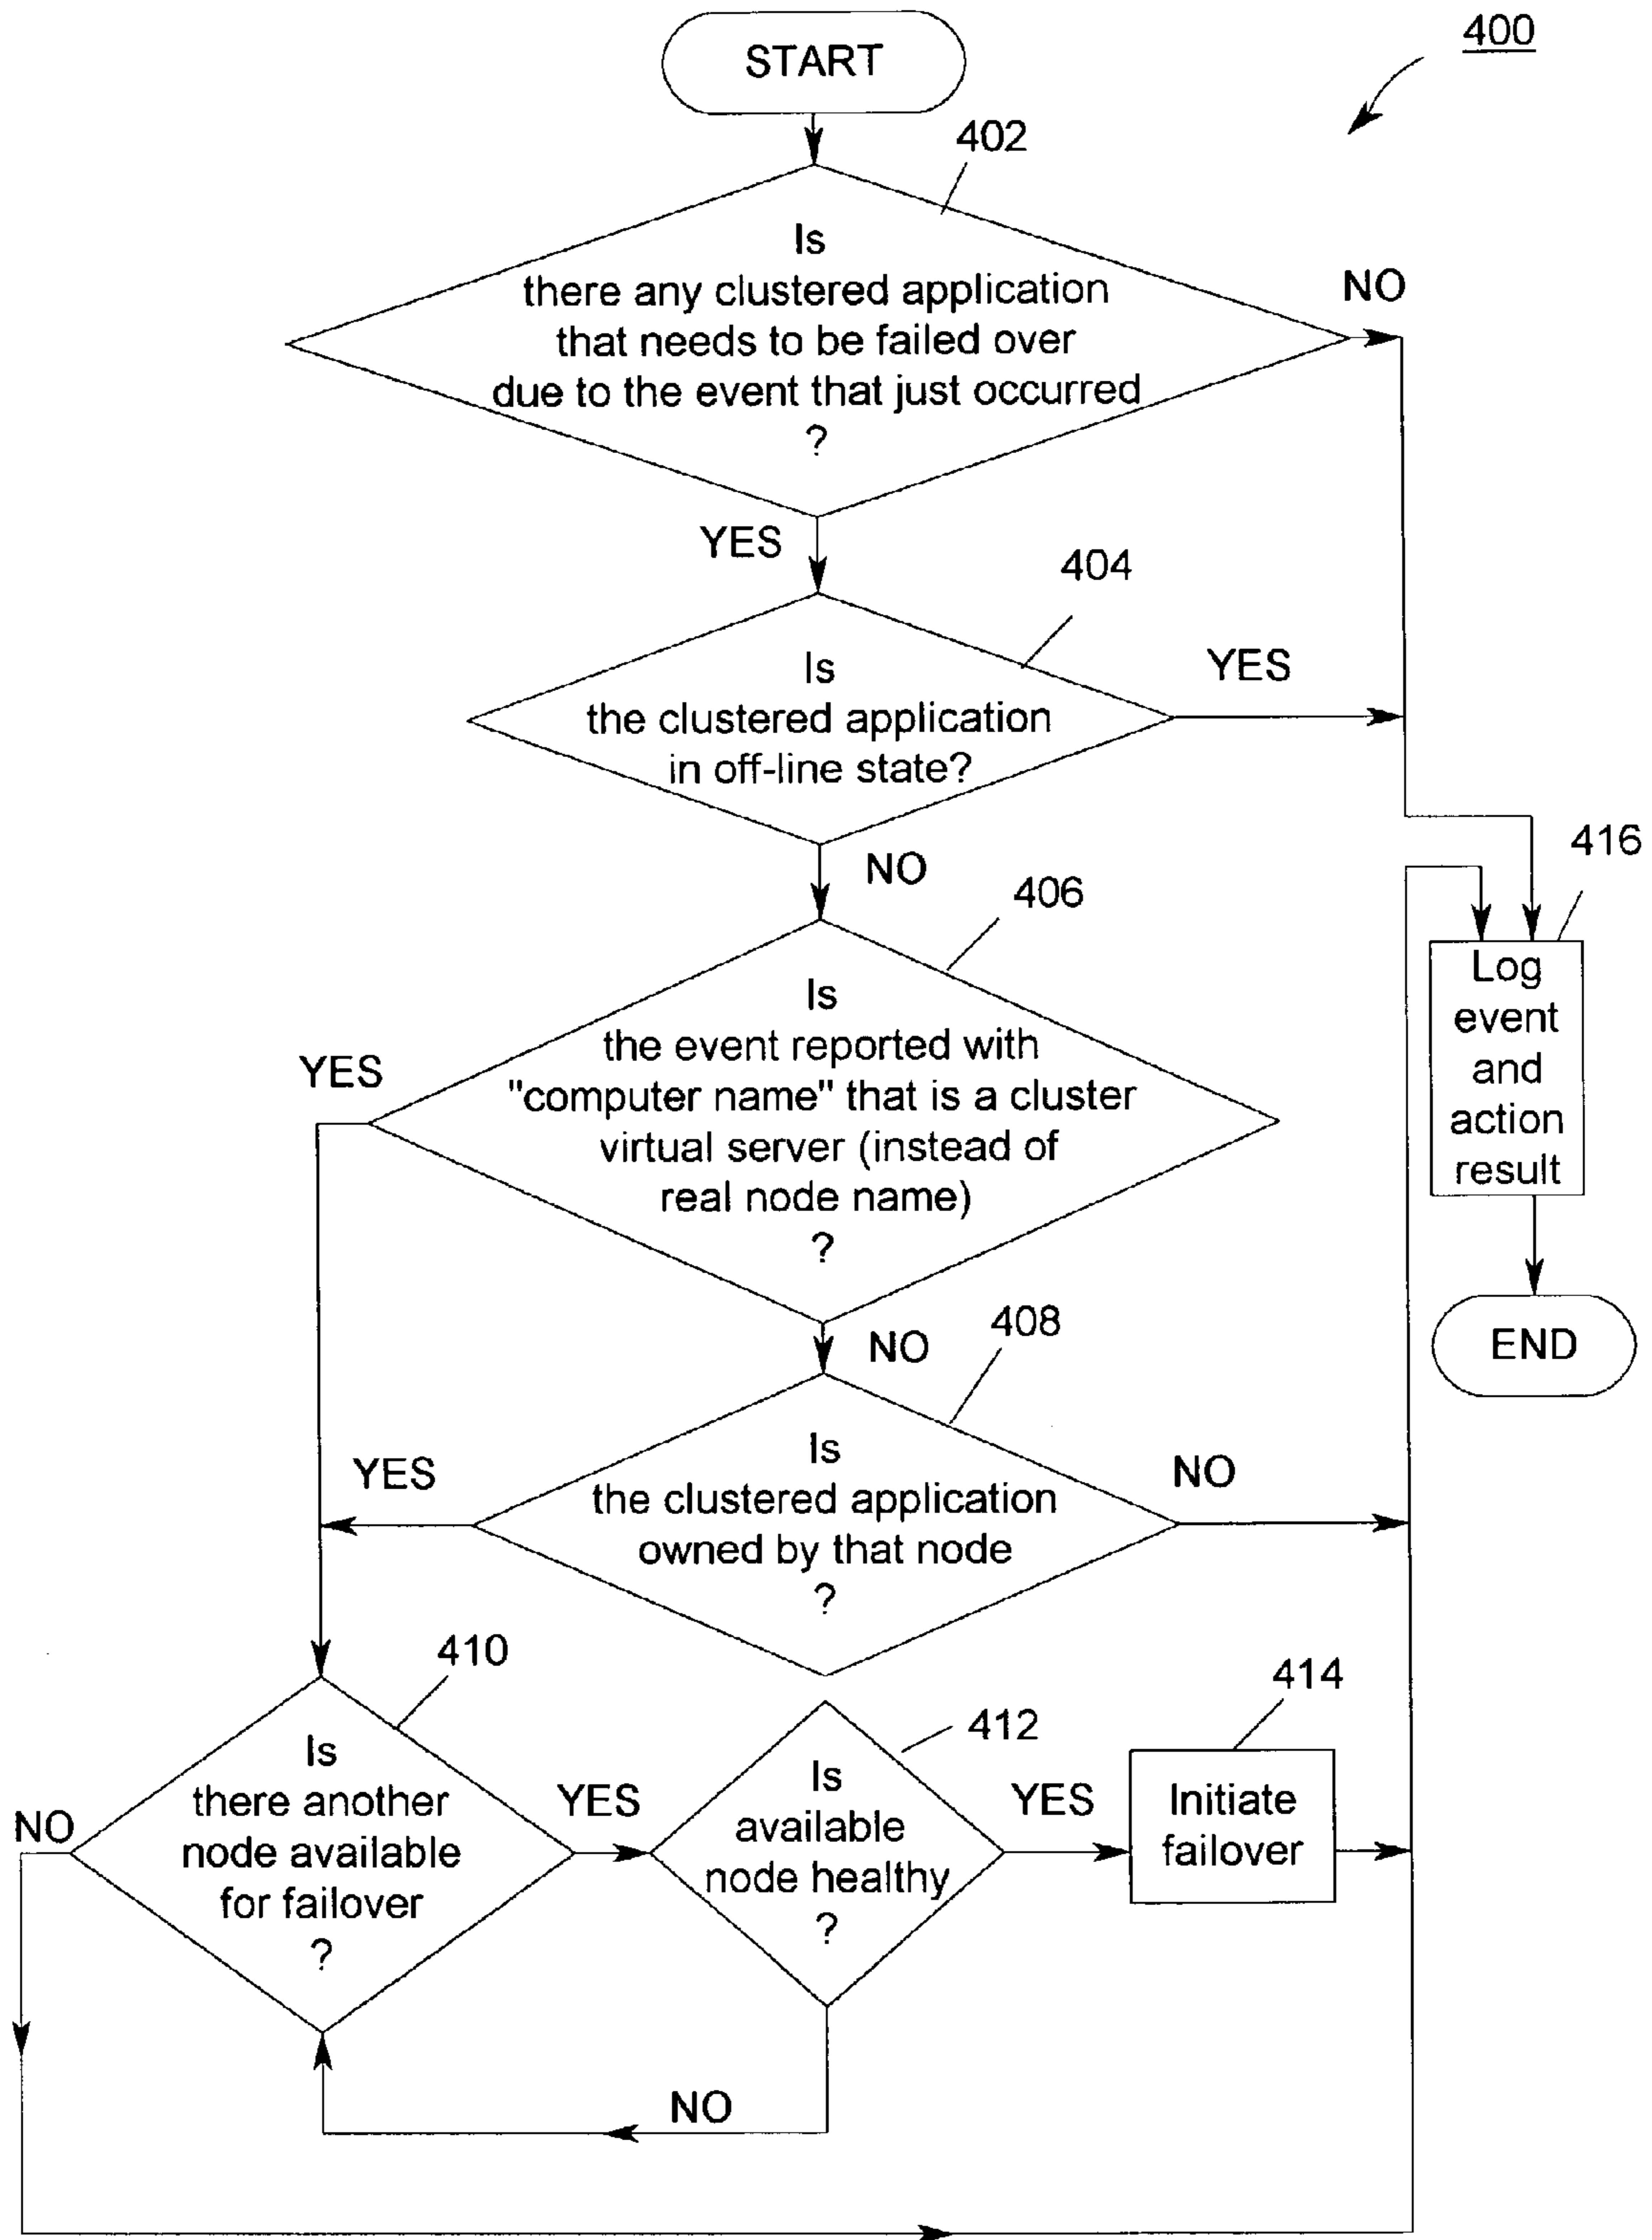 START
400
402
Is
there any clustered application
that needs to be failed over
due to the event that just occurred
?
NO
YES
404
Is
the clustered application
in off-line state?
YES
NO
406
416
Is
the event reported with
"computer name" that is a cluster
virtual server (instead of
real node name)
?
YES
Log
event
and
action
result
NO
408
END
Is
the clustered application
owned by that node
?
YES
NO
410
Is
there another
node available
for failover
?
NO
YES
412
Is
available
node healthy
?
YES
414
Initiate
failover
NO